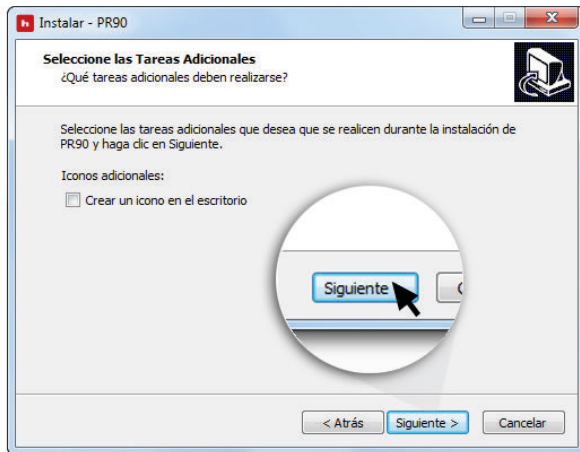 Instalar - PR90
Seleccione las Tareas Adicionales
¿Qué tareas adicionales deben realizarse?
Seleccione las tareas adicionales que desea que se realicen durante la instalación de
PR90 y haga clic en Siguiente.
Iconos adicionales:
Crear un icono en el escritorio
Siguiente
< Atrás
Siguiente >
Cancelar